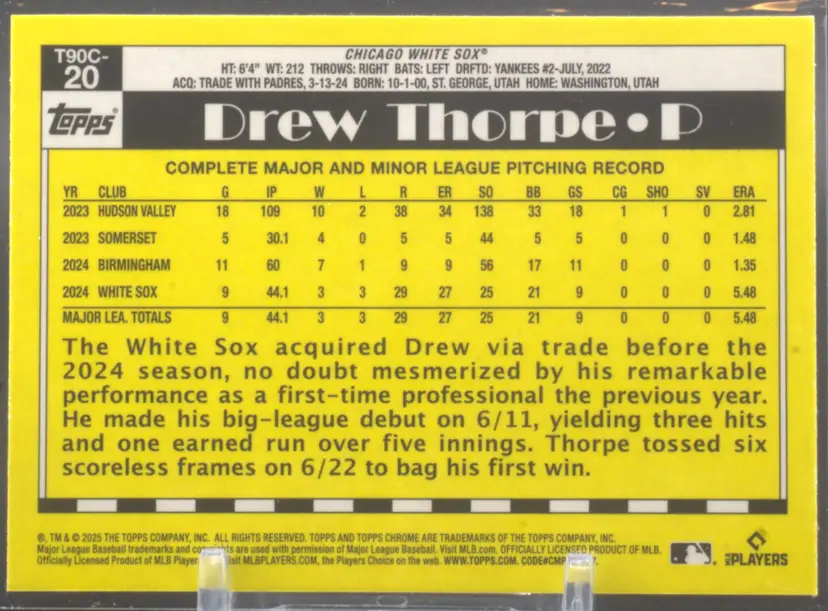 T90C-
20
CHICAGO WHITE SOX®
HT: 6'4" WT: 212 THROWS: RIGHT BATS: LEFT DRFTD: YANKEES #2-JULY, 2022
ACQ: TRADE WITH PADRES, 3-13-24 BORN: 10-1-00, ST. GEORGE, UTAH HOME: WASHINGTON, UTAH
Topps®
Drew Thorpe • P
COMPLETE MAJOR AND MINOR LEAGUE PITCHING RECORD
YR CLUB G IP W L R ER SO BB GS CG SHO SV ERA
2023 HUDSON VALLEY 18 109 10 2 38 34 138 33 18 1 1 0 2.81
2023 SOMERSET 5 30.1 4 0 5 5 44 5 5 0 0 0 1.48
2024 BIRMINGHAM 11 60 7 1 9 9 56 17 11 0 0 0 1.35
2024 WHITE SOX 9 44.1 3 3 29 27 25 21 9 0 0 0 5.48
MAJOR LEA. TOTALS 9 44.1 3 3 29 27 25 21 9 0 0 0 5.48
The White Sox acquired Drew via trade before the
2024 season, no doubt mesmerized by his remarkable
performance as a first-time professional the previous year.
He made his big-league debut on 6/11, yielding three hits
and one earned run over five innings. Thorpe tossed six
scoreless frames on 6/22 to bag his first win.
®, TM & © 2025 THE TOPPS COMPANY, INC. ALL RIGHTS RESERVED. TOPPS AND TOPPS CHROME ARE TRADEMARKS OF THE TOPPS COMPANY, INC.
Major League Baseball trademarks and are used with permission of Major League Baseball. Visit MLB.com. OFFICIALLY LICENSED PRODUCT OF MLB.
Officially Licensed Product of MLB MLBPLAYERS.COM, the Players Choice on the web. WWW.TOPPS.COM.
MLB PLAYERS